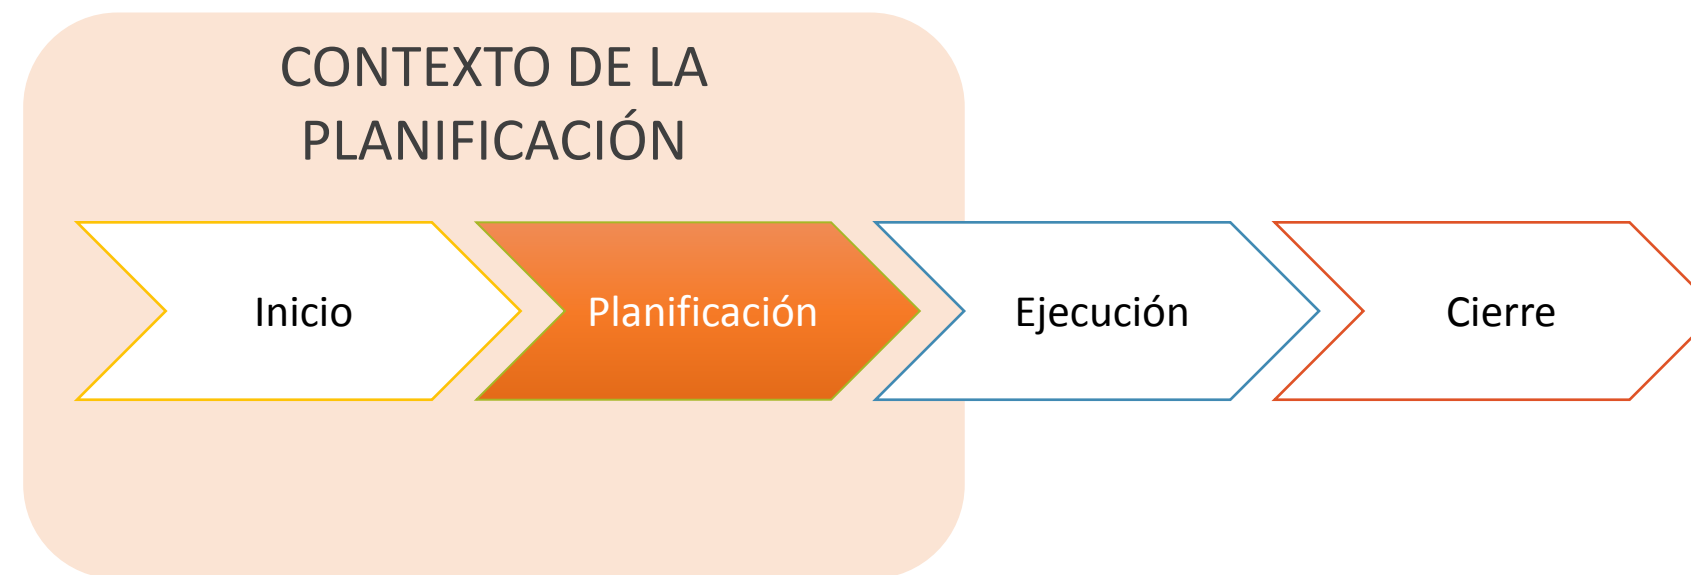 CONTEXTO DE LA
PLANIFICACIÓN
Inicio
Planificación
Ejecución
Cierre